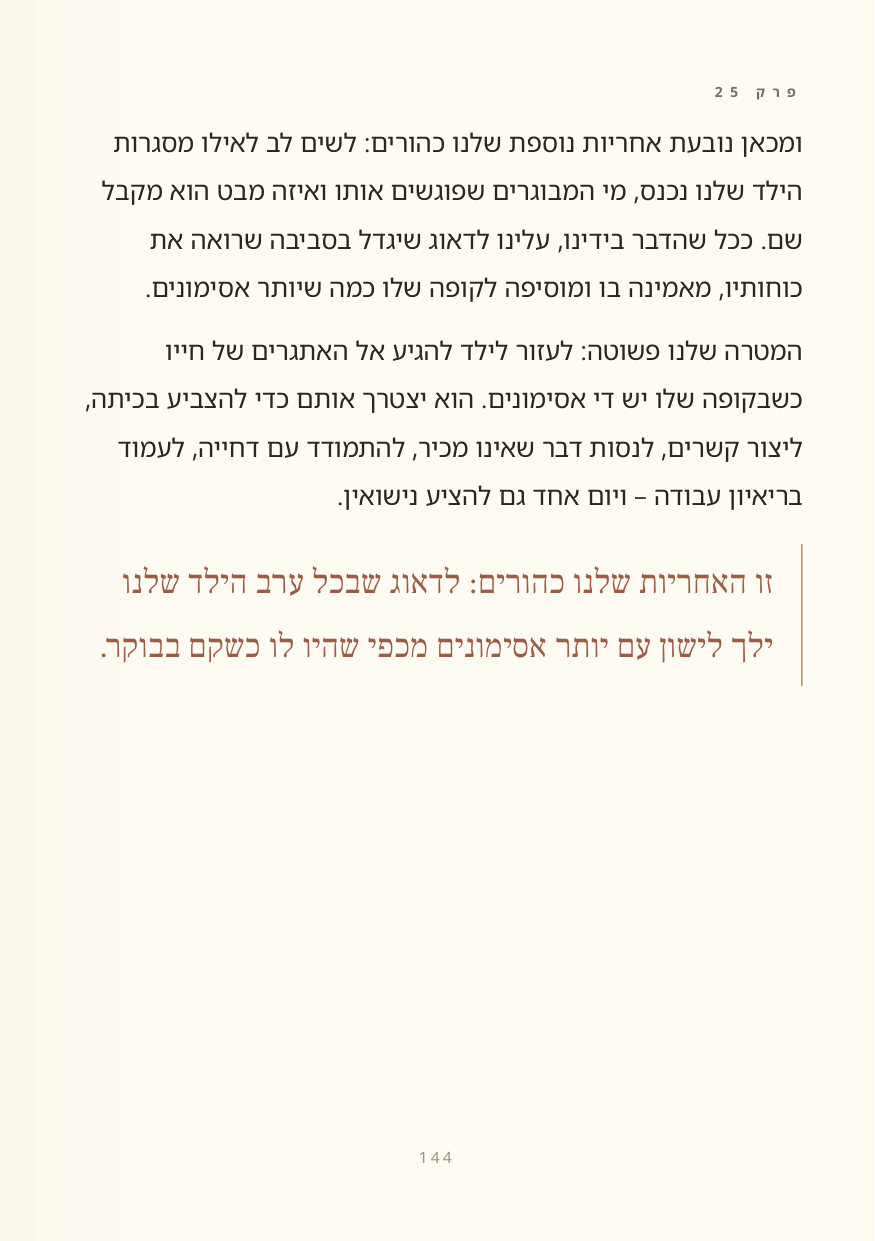 פרק 25
ומכאן נובעת אחריות נוספת שלנו כהורים: לשים לב לאילו מסגרות
הילד שלנו נכנס, מי המבוגרים שפוגשים אותו ואיזה מבט הוא מקבל
שם. ככל שהדבר בידינו, עלינו לדאוג שיגדל בסביבה שרואה את
כוחותיו, מאמינה בו ומוסיפה לקופה שלו כמה שיותר אסימונים.
המטרה שלנו פשוטה: לעזור לילד להגיע אל האתגרים של חייו
כשבקופה שלו יש די אסימונים. הוא יצטרך אותם כדי להצביע בכיתה,
ליצור קשרים, לנסות דבר שאינו מכיר, להתמודד עם דחייה, לעמוד
בריאיון עבודה – ויום אחד גם להציע נישואין.
זו האחריות שלנו כהורים: לדאוג שבכל ערב הילד שלנו
ילך לישון עם יותר אסימונים מכפי שהיו לו כשקם בבוקר.
144